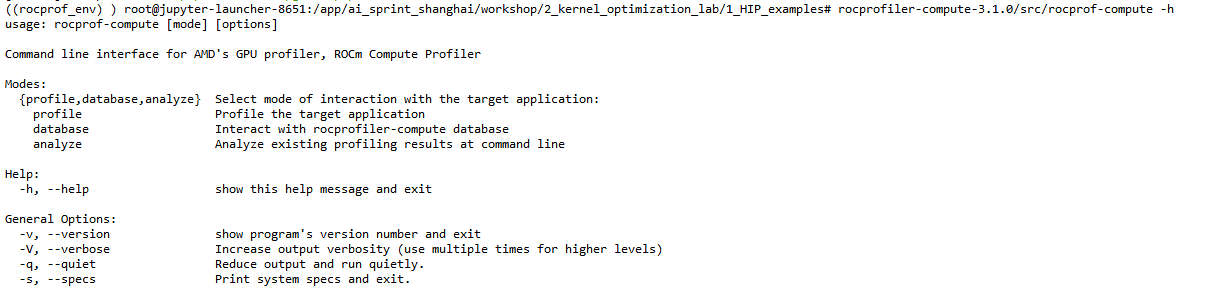 ((rocprof_env) ) root@jupyter-launcher-8651:/app/ai_sprint_shanghai/workshop/2_kernel_optimization_lab/1_HIP_examples# rocprofiler-compute-3.1.0/src/rocprof-compute -h
usage: rocprof-compute [mode] [options]

Command line interface for AMD's GPU profiler, ROCm Compute Profiler

Modes:
  {profile,database,analyze}  Select mode of interaction with the target application:
    profile                   Profile the target application
    database                  Interact with rocprofiler-compute database
    analyze                   Analyze existing profiling results at command line

Help:
  -h, --help                  show this help message and exit

General Options:
  -v, --version               show program's version number and exit
  -V, --verbose               Increase output verbosity (use multiple times for higher levels)
  -q, --quiet                 Reduce output and run quietly.
  -s, --specs                 Print system specs and exit.